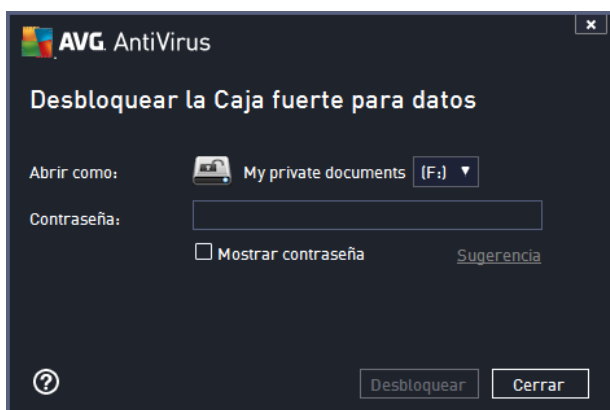 AVG. AntiVirus
Desbloquear la Caja fuerte para datos
Abrir como: My private documents (F:)
Contraseña:
Mostrar contraseña Sugerencia
Desbloquear Cerrar